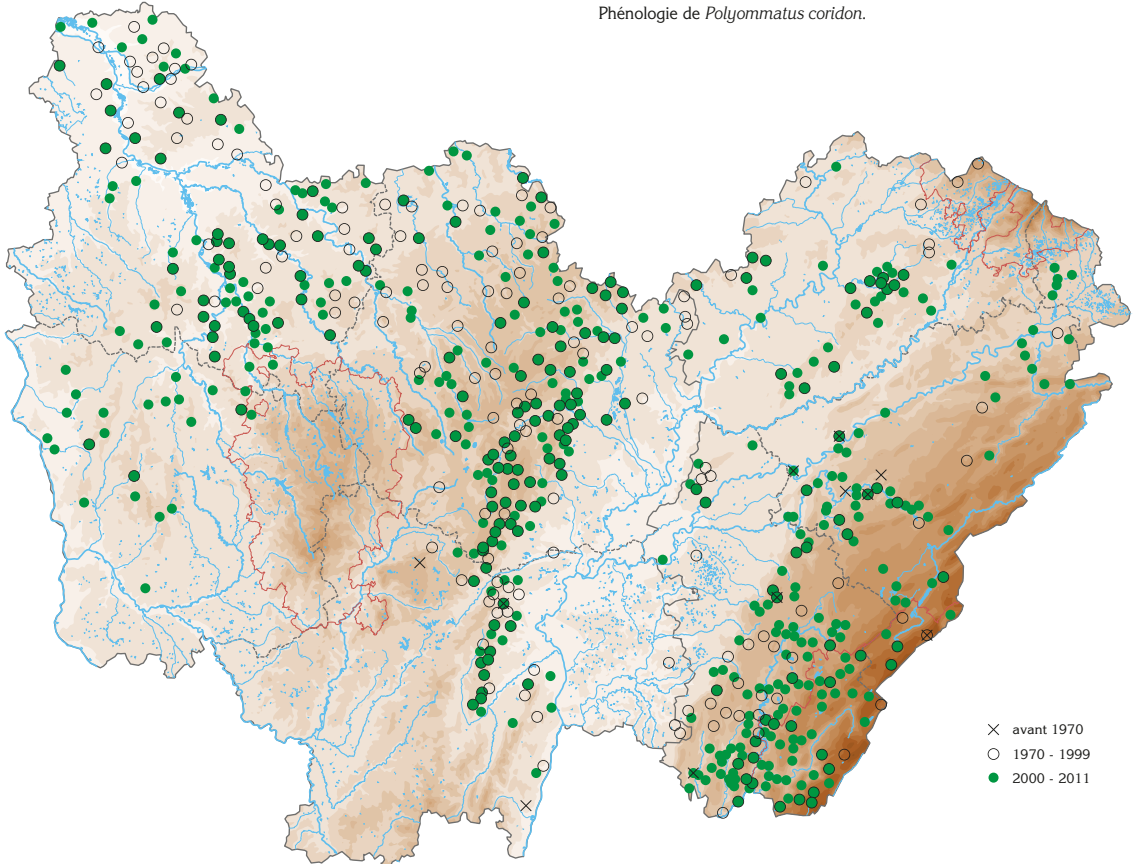 Phénologie de Polyommatus coridon.
avant 1970
1970 - 1999
2000 - 2011